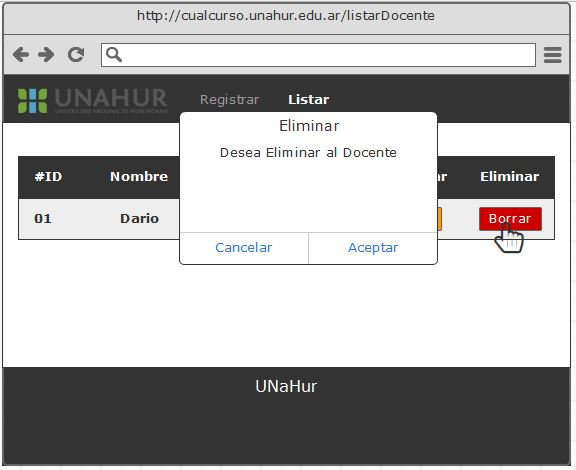 http://cualcurso.unahur.edu.ar/listarDocente
UNAHUR
UNIVERSIDAD NACIONAL DE HURLINGHAM
Registrar
Listar
Eliminar
Desea Eliminar al Docente
Cancelar
Aceptar
#ID
Nombre
ar
Eliminar
01
Dario
Borrar
UNaHur